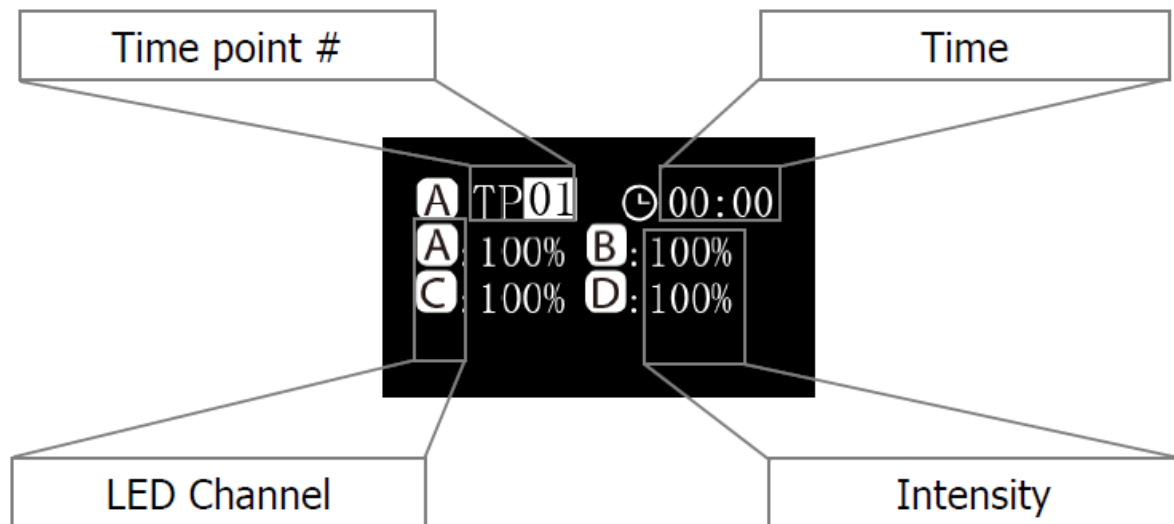 Time point #
Time
A TP01 00:00
A: 100% B: 100%
C: 100% D: 100%
LED Channel
Intensity